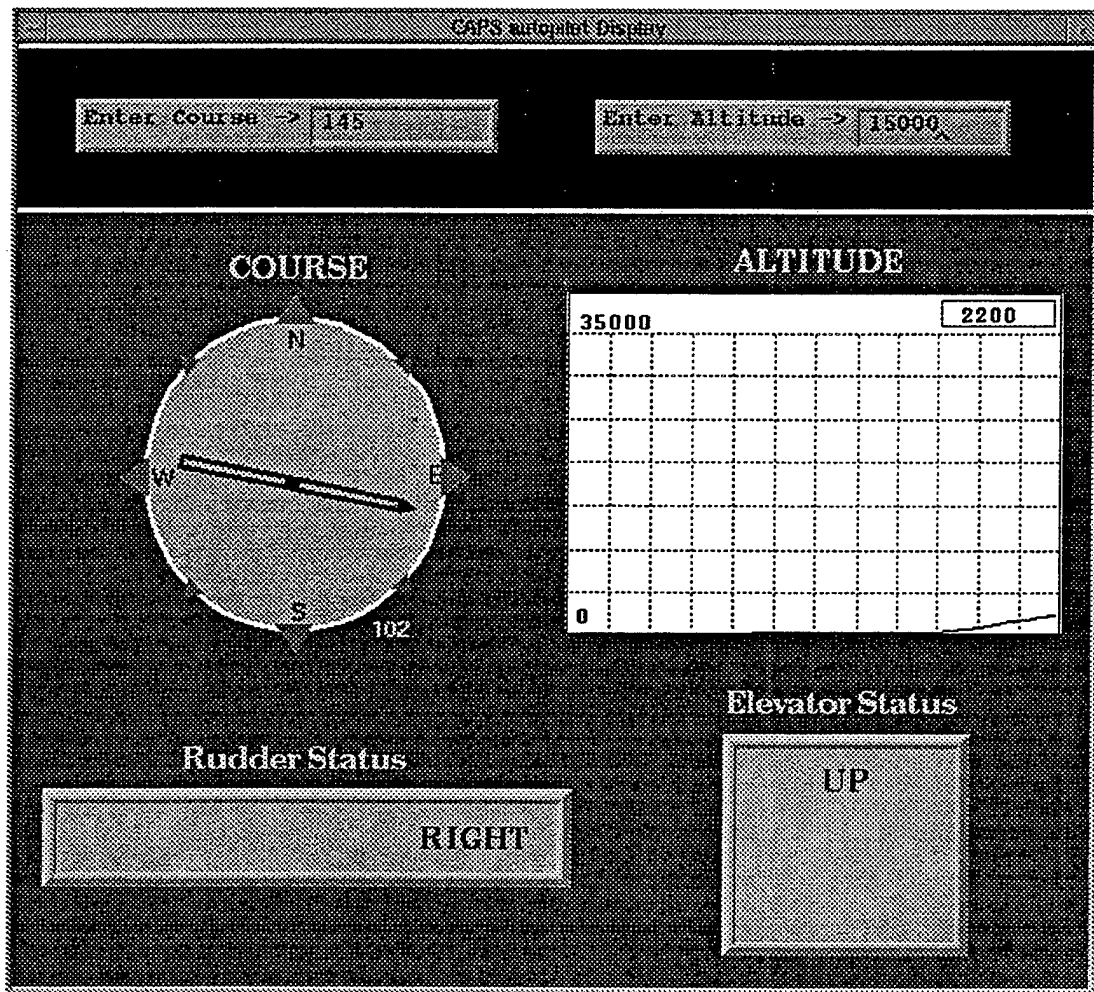 CAPS autopilot Display
Enter Course -> 145
Enter Altitude -> 15000
COURSE
ALTITUDE
35000
2200
N
W
E
S
102
0
Elevator Status
UP
Rudder Status
RIGHT